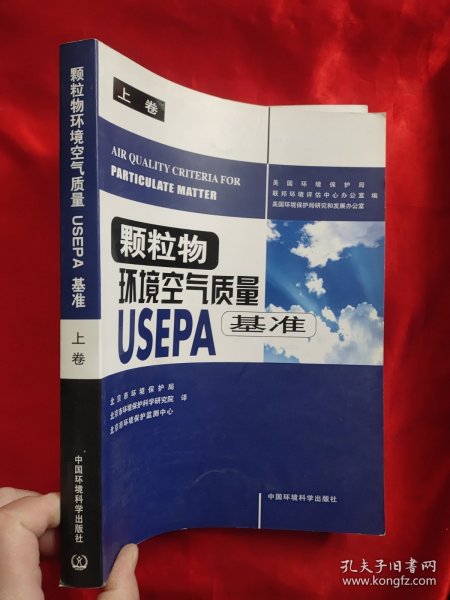 上卷
AIR QUALITY CRITERIA FOR
PARTICULATE MATTER
美国环境保护局
联邦环境评估中心办公室 编
美国环境保护局研究和发展办公室
颗粒物
环境空气质量
USEPA 基准
北京市环境保护局
北京市环境保护科学研究院 译
北京市环境保护监测中心
中国环境科学出版社
颗粒物环境空气质量 USEPA 基准
上卷
中国环境科学出版社
孔夫子旧书网
www.kongfz.com